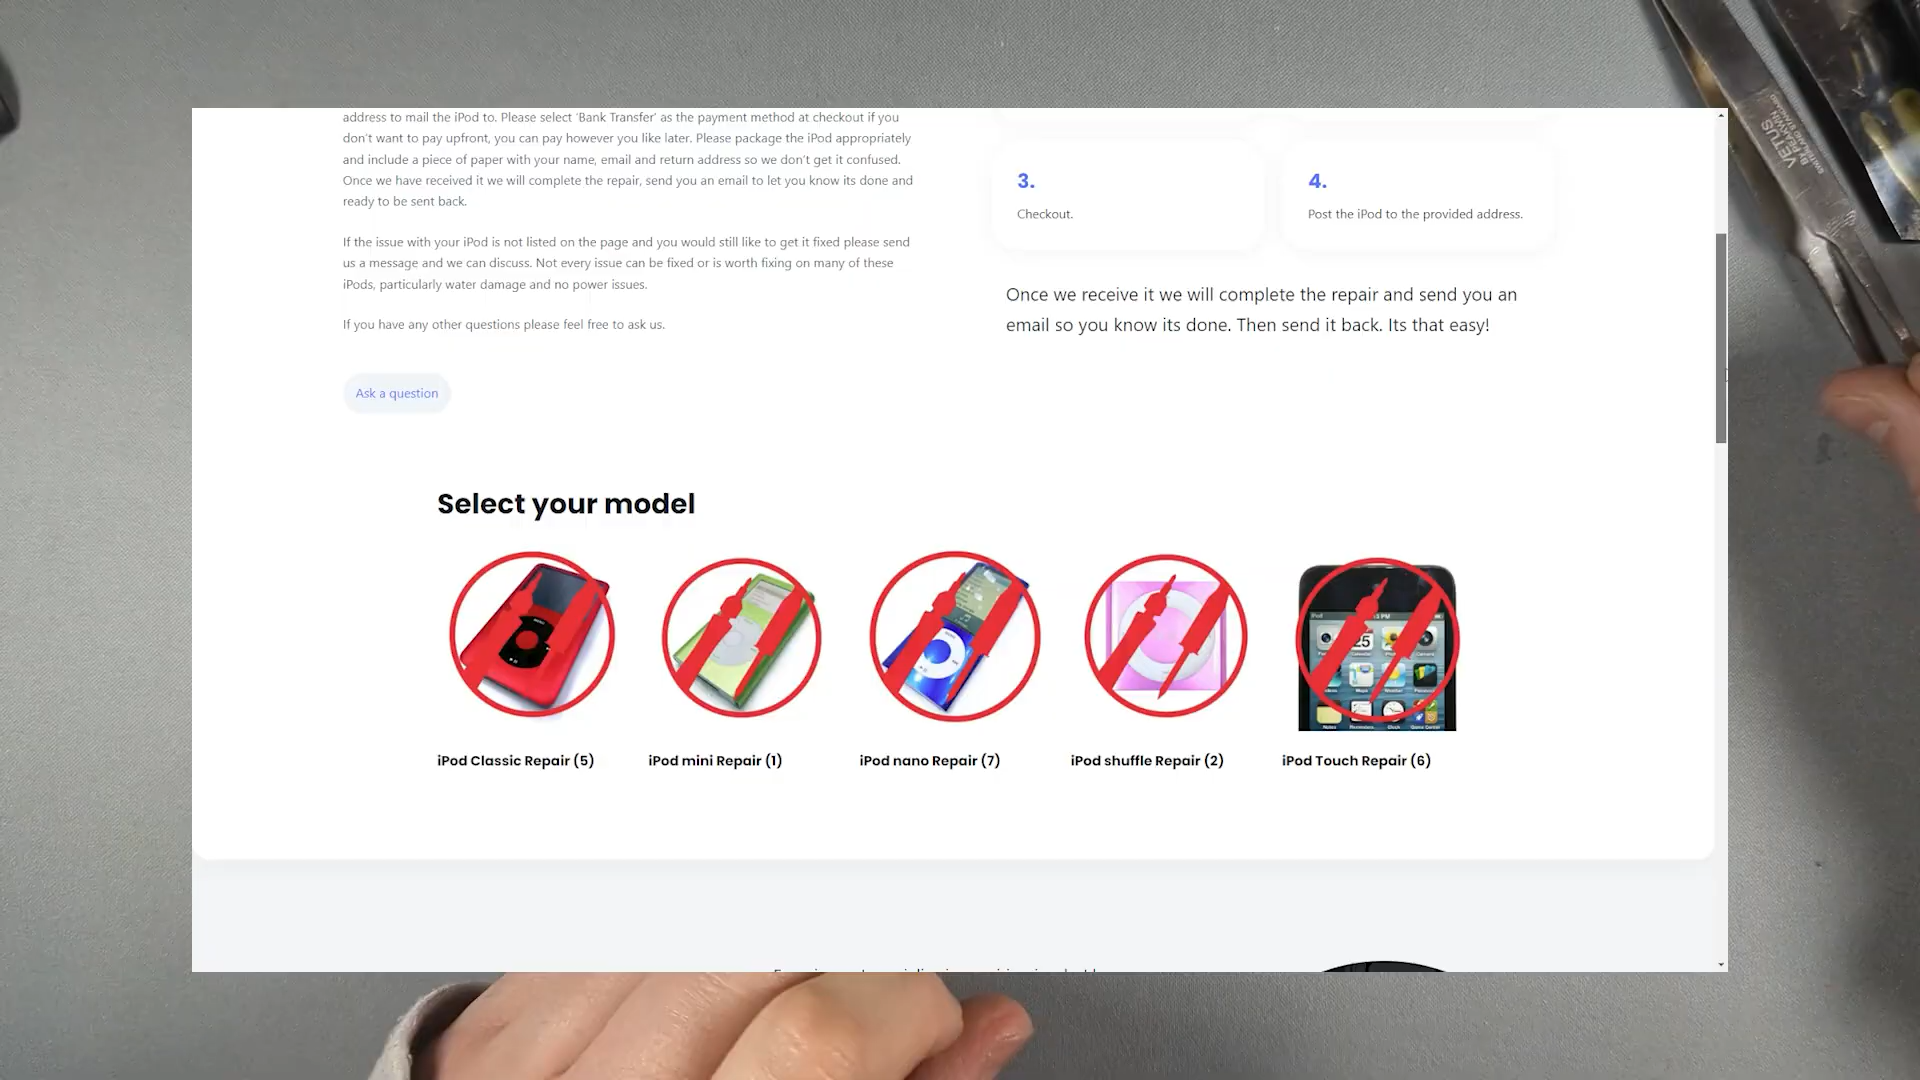 address to mail the iPod to. Please select ‘Bank Transfer’ as the payment method at checkout if you
don’t want to pay upfront, you can pay however you like later. Please package the iPod appropriately
and include a piece of paper with your name, email and return address so we don’t get it confused.
Once we have received it we will complete the repair, send you an email to let you know its done and
ready to be sent back.
If the issue with your iPod is not listed on the page and you would still like to get it fixed please send
us a message and we can discuss. Not every issue can be fixed or is worth fixing on many of these
iPods, particularly water damage and no power issues.
If you have any other questions please feel free to ask us.
Ask a question
3.
Checkout.
4.
Post the iPod to the provided address.
Once we receive it we will complete the repair and send you an
email so you know its done. Then send it back. Its that easy!
Select your model
iPod Classic Repair (5)
iPod mini Repair (1)
iPod nano Repair (7)
iPod shuffle Repair (2)
iPod Touch Repair (6)
VETUS